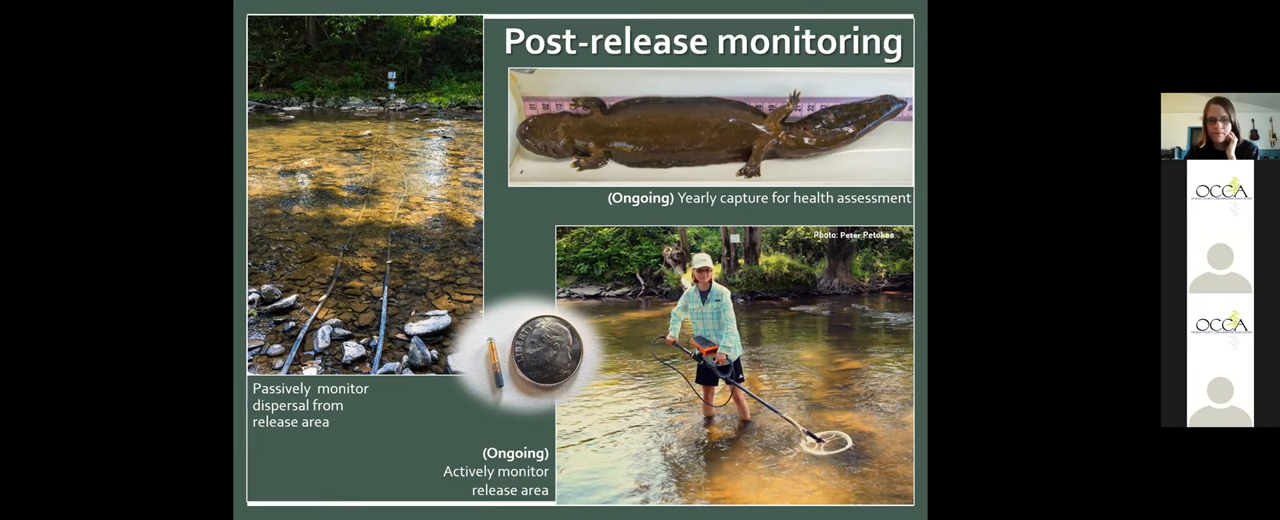 Post-release monitoring
(Ongoing) Yearly capture for health assessment
Photo: Peter Petokas
Passively monitor
dispersal from
release area
LIBERTY
(Ongoing)
Actively monitor
release area
OCCA
OCCA